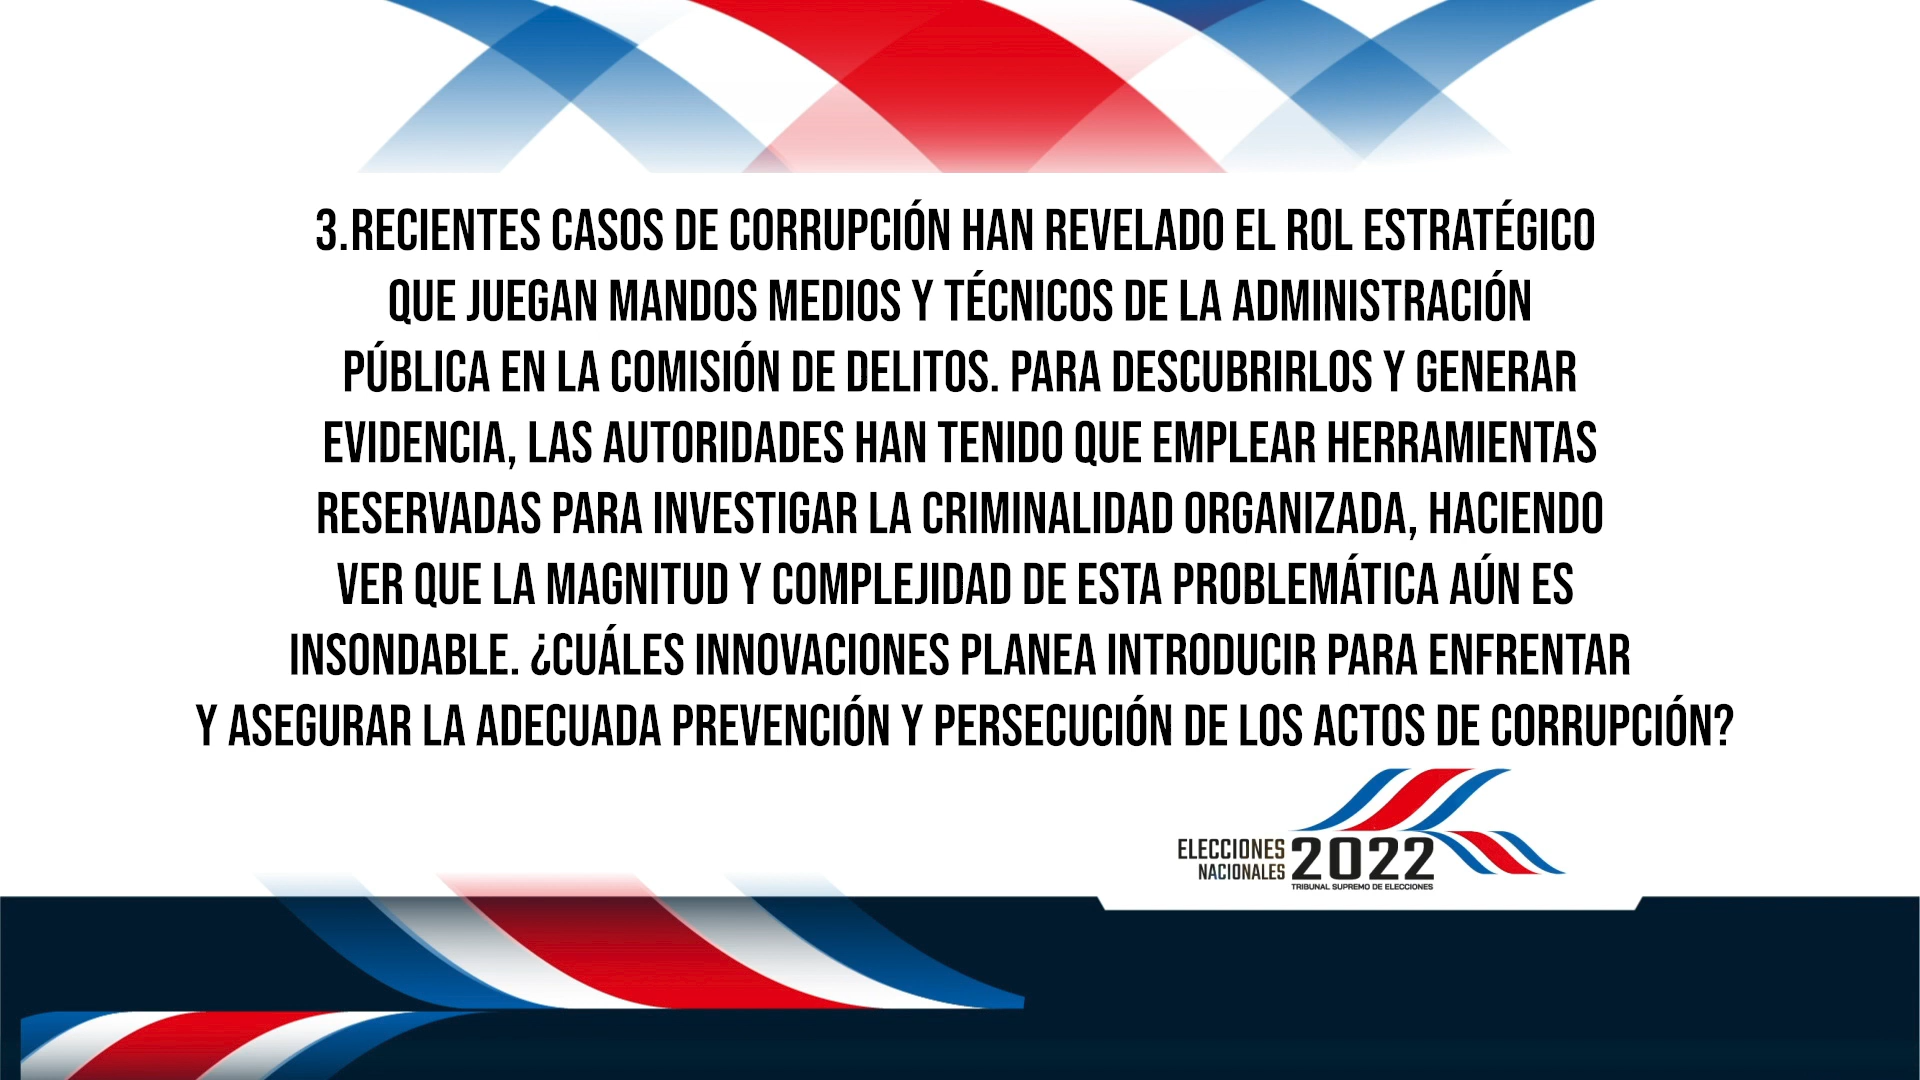 3.RECIENTES CASOS DE CORRUPCIÓN HAN REVELADO EL ROL ESTRATÉGICO
QUE JUEGAN MANDOS MEDIOS Y TÉCNICOS DE LA ADMINISTRACIÓN
PÚBLICA EN LA COMISIÓN DE DELITOS. PARA DESCUBRIRLOS Y GENERAR
EVIDENCIA, LAS AUTORIDADES HAN TENIDO QUE EMPLEAR HERRAMIENTAS
RESERVADAS PARA INVESTIGAR LA CRIMINALIDAD ORGANIZADA, HACIENDO
VER QUE LA MAGNITUD Y COMPLEJIDAD DE ESTA PROBLEMÁTICA AÚN ES
INSONDABLE. ¿CUÁLES INNOVACIONES PLANEA INTRODUCIR PARA ENFRENTAR
Y ASEGURAR LA ADECUADA PREVENCIÓN Y PERSECUCIÓN DE LOS ACTOS DE CORRUPCIÓN?
ELECCIONES
NACIONALES
2022
TRIBUNAL SUPREMO DE ELECCIONES